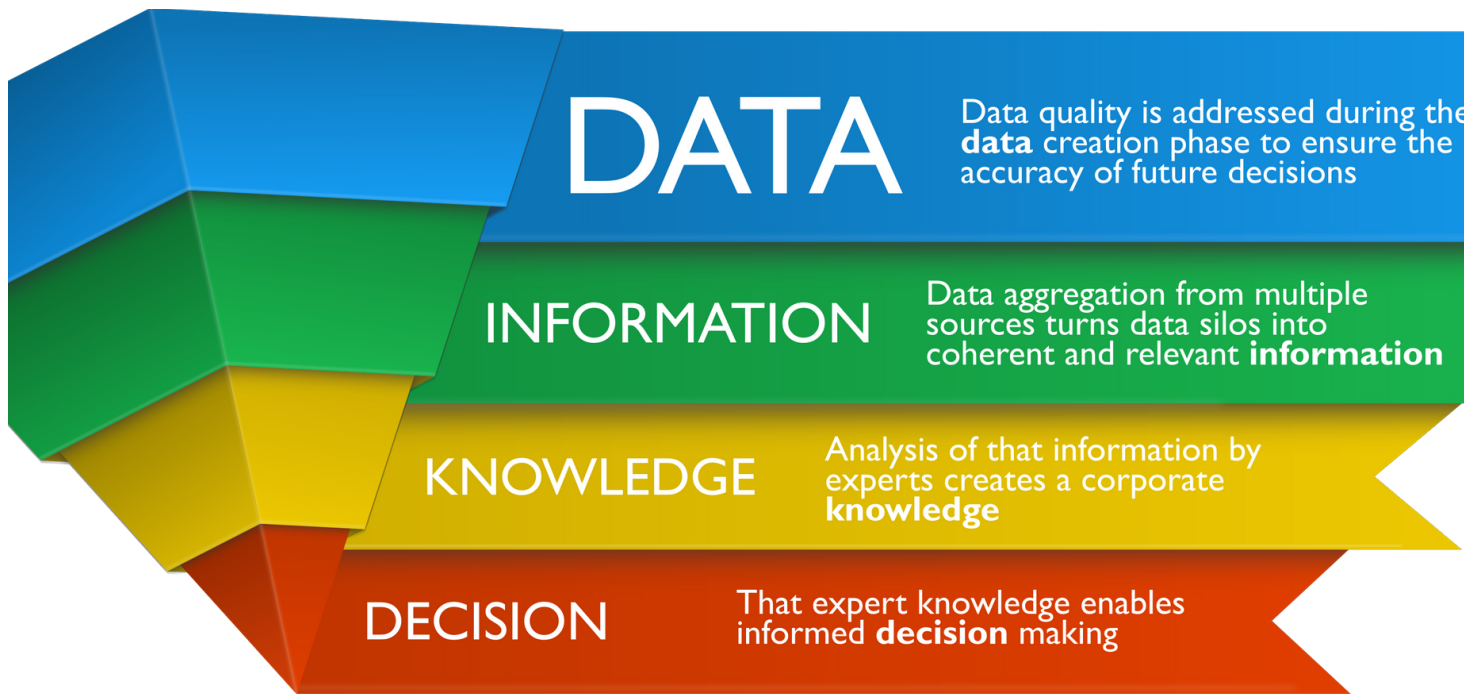 DATA
Data quality is addressed during the
data creation phase to ensure the
accuracy of future decisions
INFORMATION
Data aggregation from multiple
sources turns data silos into
coherent and relevant information
KNOWLEDGE
Analysis of that information by
experts creates a corporate
knowledge
DECISION
That expert knowledge enables
informed decision making